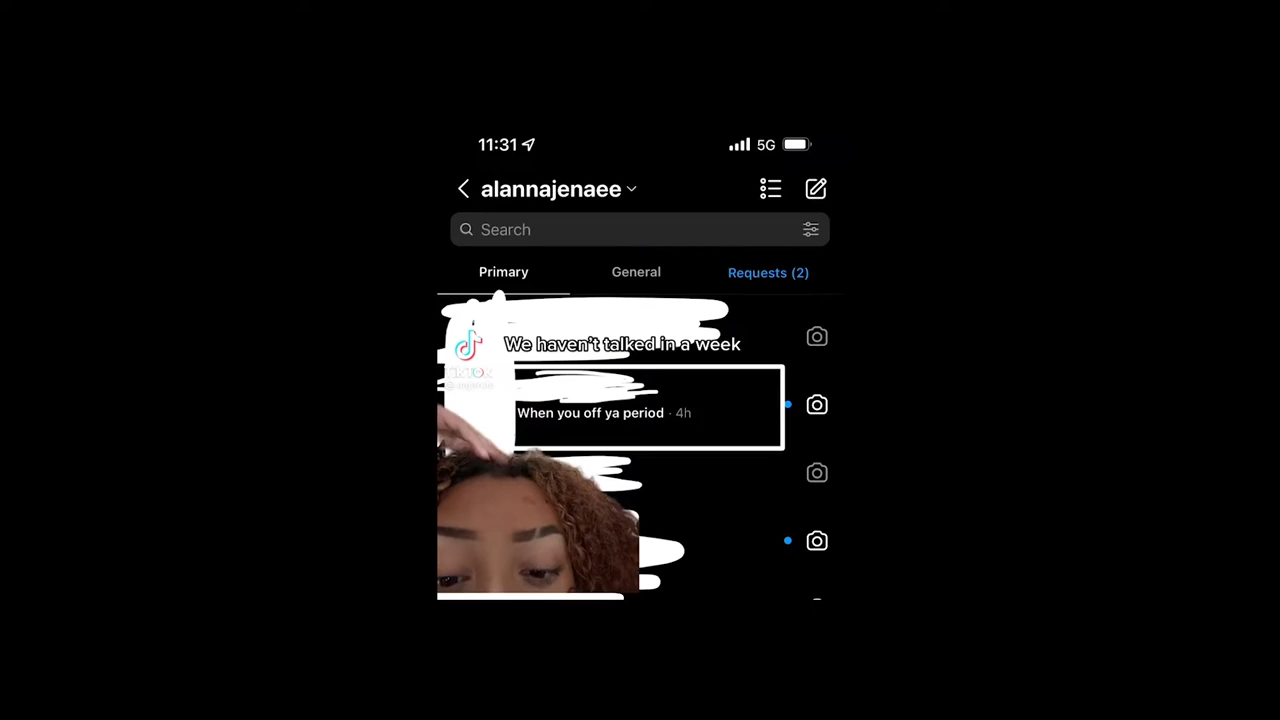 11:31
5G
alannajenaee
Search
Primary General Requests (2)
We haven't talked in a week
TikTok
When you off ya period · 4h